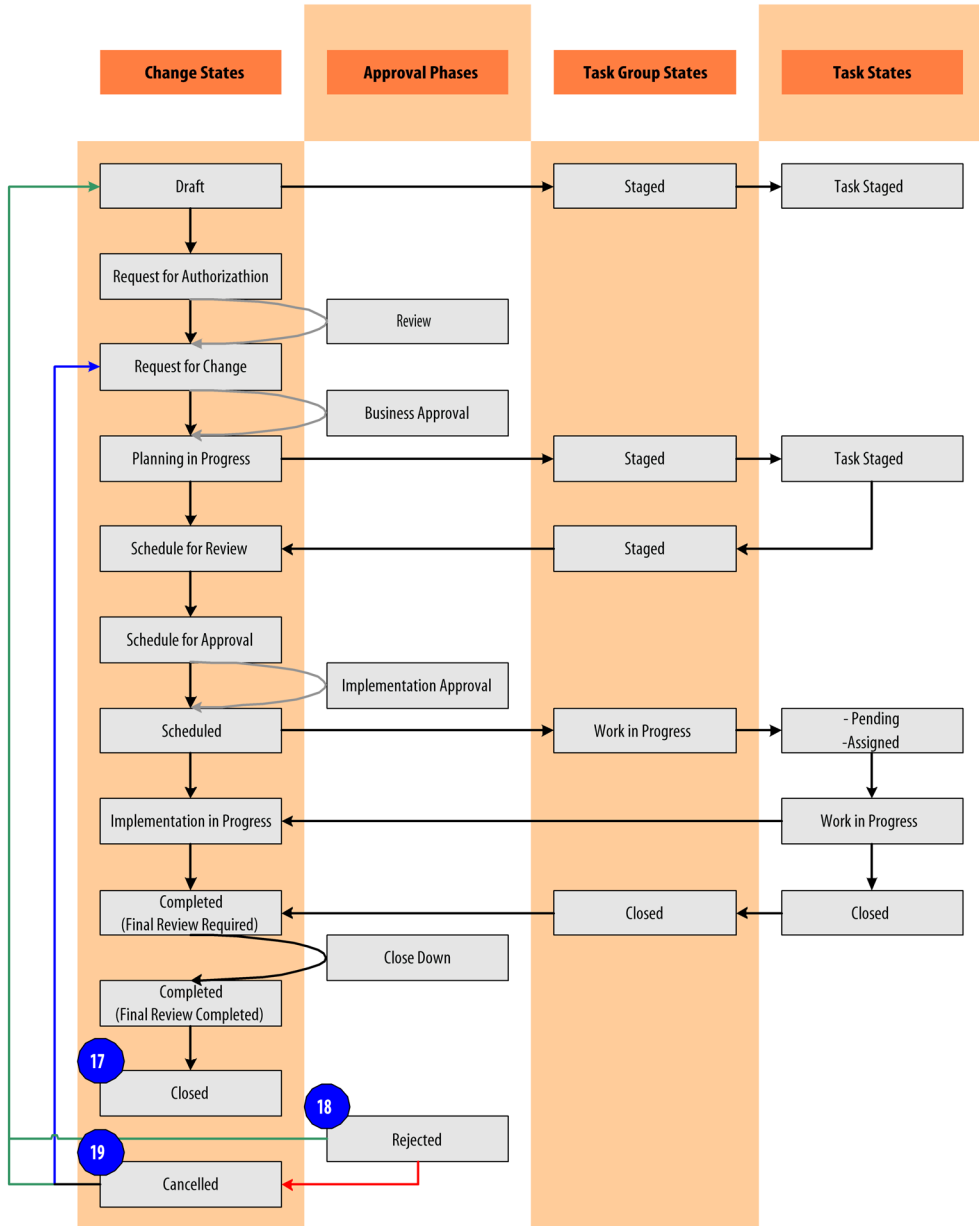 Change States
Approval Phases
Task Group States
Task States
Draft
Staged
Task Staged
Request for Authorizathion
Review
Request for Change
Business Approval
Planning in Progress
Staged
Task Staged
Schedule for Review
Staged
Schedule for Approval
Implementation Approval
Scheduled
Work in Progress
- Pending
-Assigned
Implementation in Progress
Work in Progress
Completed
(Final Review Required)
Closed
Closed
Close Down
Completed
(Final Review Completed)
17
Closed
18
Rejected
19
Cancelled